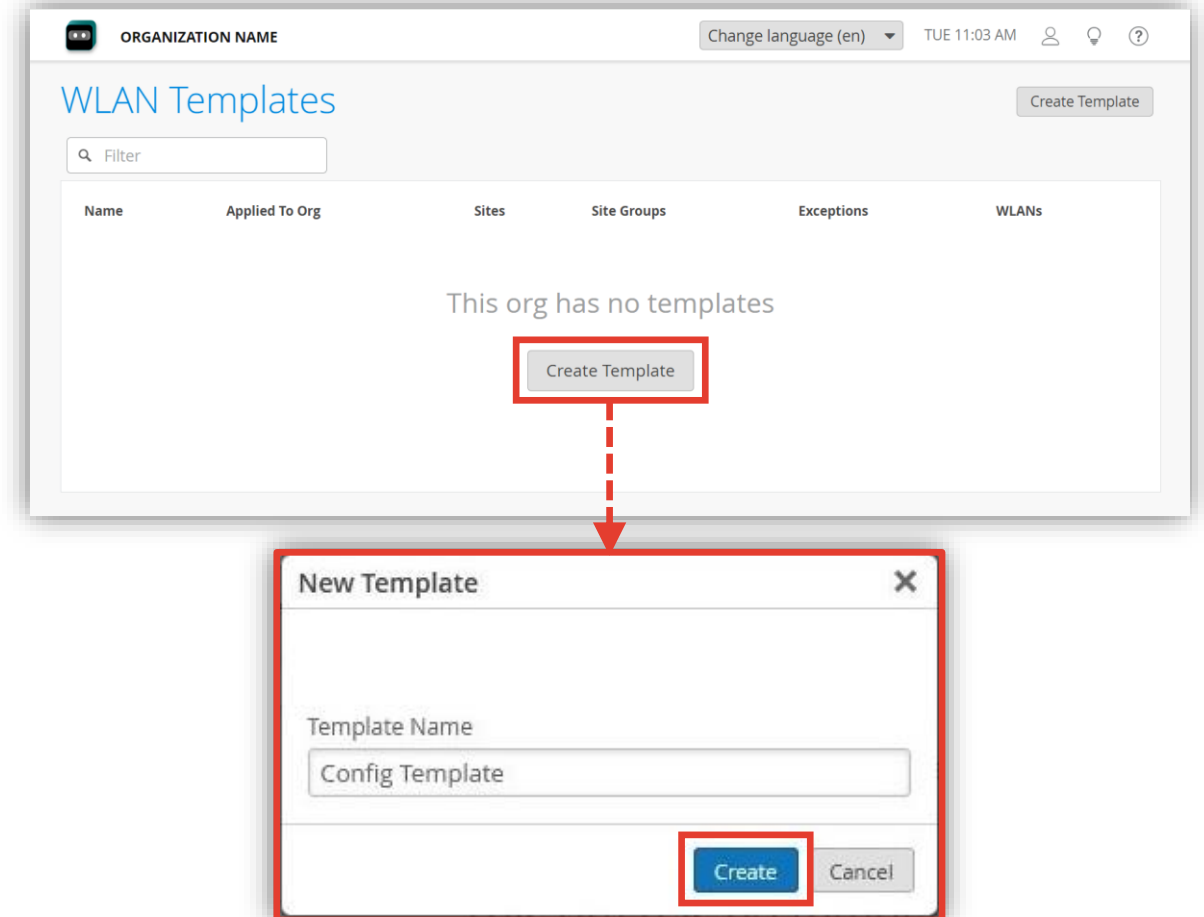 ORGANIZATION NAME Change language (en) TUE 11:03 AM ?
WLAN Templates Create Template
Filter
Name Applied To Org Sites Site Groups Exceptions WLANs
This org has no templates
Create Template
New Template
Template Name
Config Template
Create Cancel